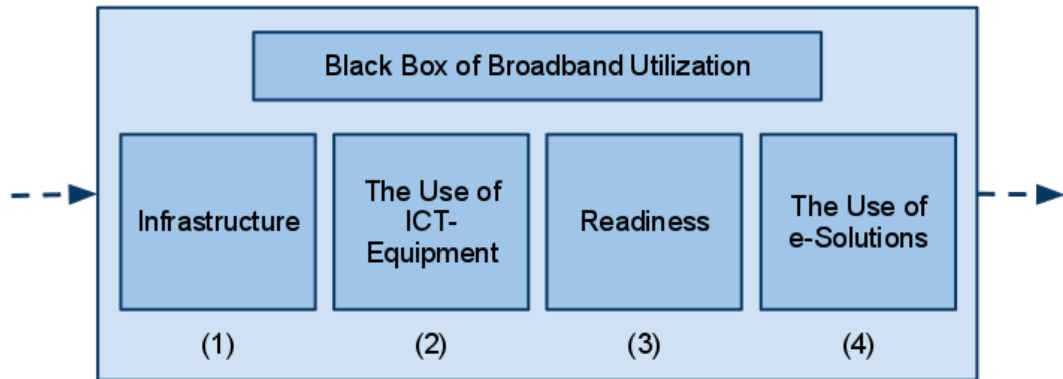 Black Box of Broadband Utilization
Infrastructure
The Use of
ICT-
Equipment
Readiness
The Use of
e-Solutions
(1)
(2)
(3)
(4)